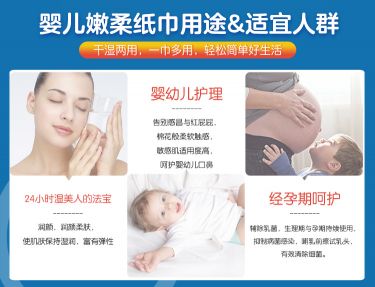 婴儿嫩柔纸巾用途&适宜人群
干湿两用，一巾多用，轻松简单好生活
婴幼儿护理
告别感昌与红屁屁，
棉花般柔软触感，
敏感肌适用度高，
呵护婴幼儿口鼻
24小时湿美人的法宝
润颜、润颜柔肤，
使肌肤保持湿润，富有弹性
经孕期呵护
辅除乳菌，生理期与孕期持续使用，
抑制病菌感染，哺乳前擦试乳头，
有效清除细菌。